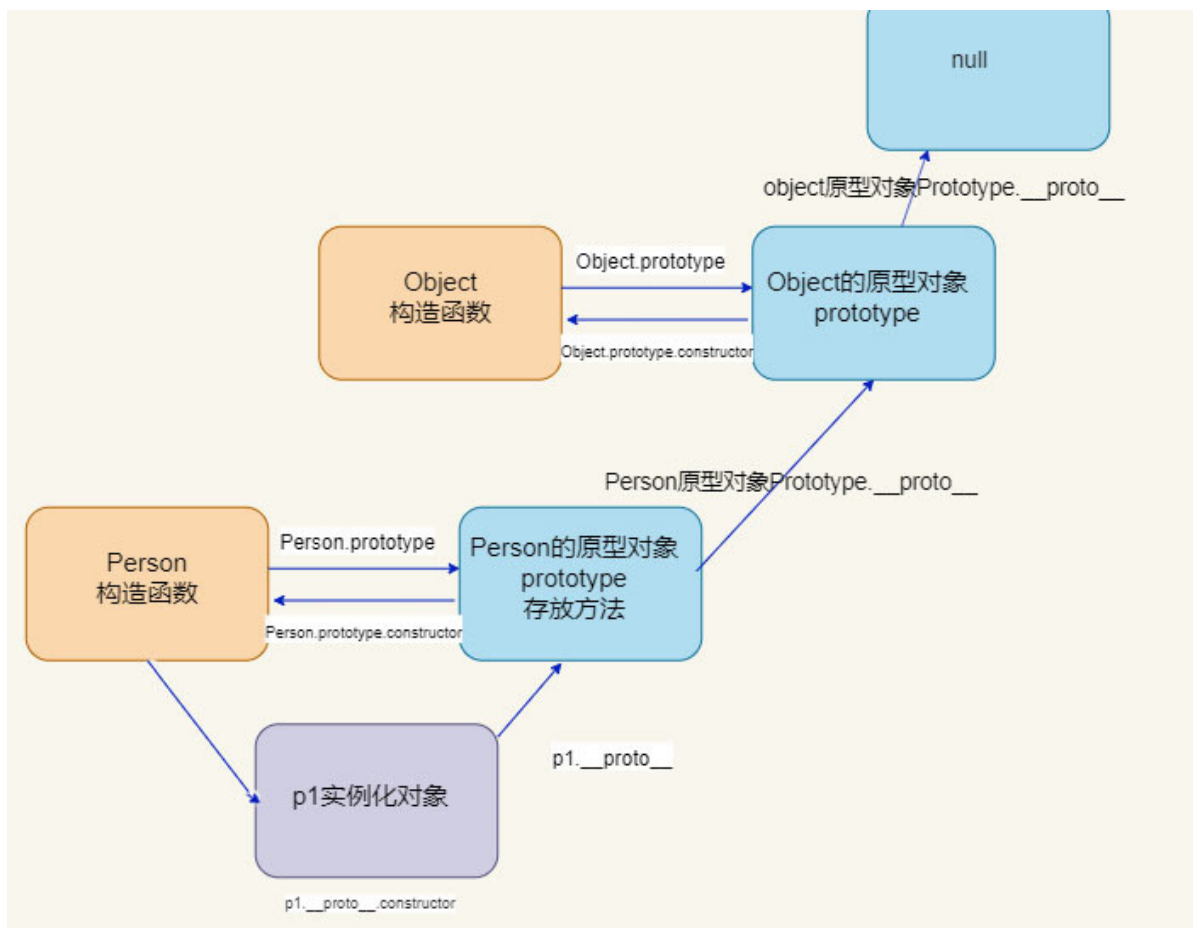 null
object原型对象Prototype.__proto__
Object
构造函数
Object.prototype
Object的原型对象
prototype
Object.prototype.constructor
Person原型对象Prototype.__proto__
Person
构造函数
Person.prototype
Person的原型对象
prototype
存放方法
Person.prototype.constructor
p1.__proto__
p1实例化对象
p1.__proto__.constructor